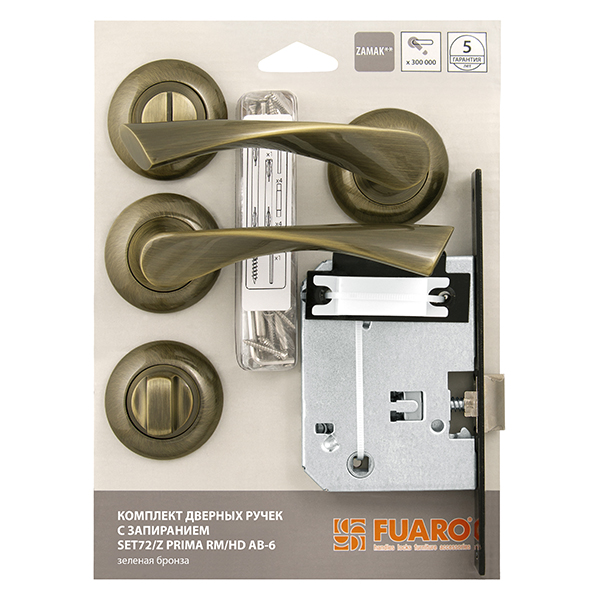 ZAMAK**
x 300 000
5
ГАРАНТИЯ
ЛЕТ
x4
КОМПЛЕКТ ДВЕРНЫХ РУЧЕК
С ЗАПИРАНИЕМ
SET72/Z PRIMA RM/HD AB-6
зеленая бронза
FUARO®
handles locks furniture accessories